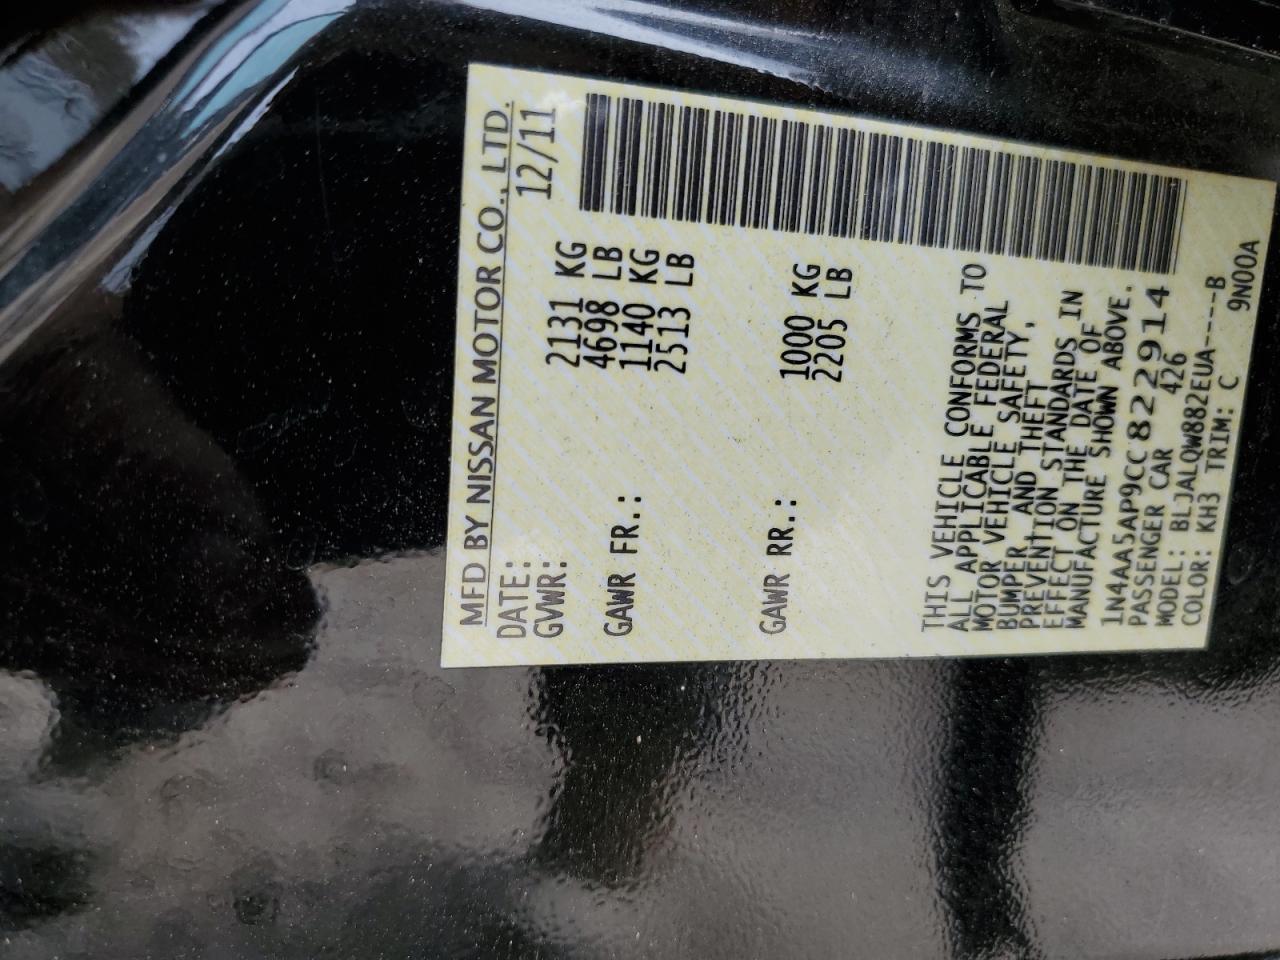 MFD BY NISSAN MOTOR CO., LTD.
DATE: 12/11
GVWR: 2131 KG
4698 LB
GAWR FR.: 1140 KG
2513 LB
GAWR RR.: 1000 KG
2205 LB
THIS VEHICLE CONFORMS TO
ALL APPLICABLE FEDERAL
MOTOR VEHICLE SAFETY,
BUMPER AND THEFT
PREVENTION STANDARDS IN
EFFECT ON THE DATE OF
MANUFACTURE SHOWN ABOVE.
1N4AA5AP9CC822914
PASSENGER CAR 426
MODEL: BLJALQW882EUA----B
COLOR: KH3 TRIM: C 9N00A